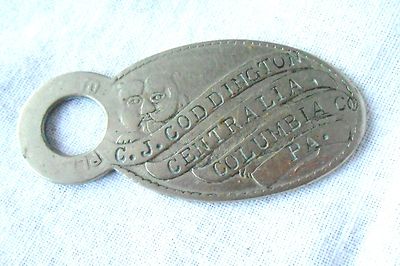 C. J. CODDINGTON
CENTRALIA
COLUMBIA CO
PA.